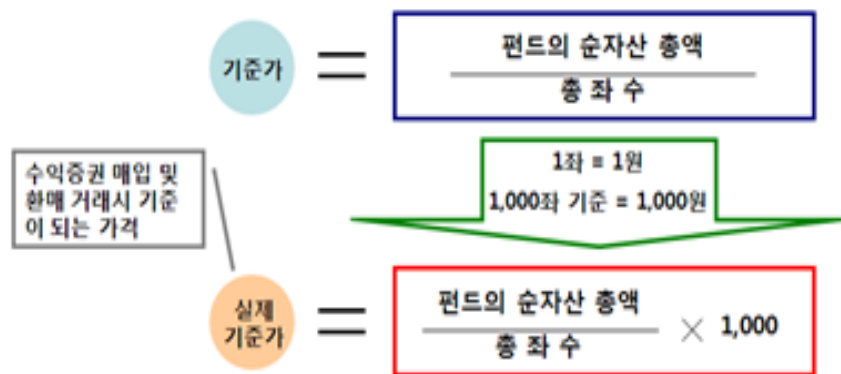 기준가
=
펀드의 순자산 총액
총 좌 수
1좌 = 1원
1,000좌 기준 = 1,000원
수익증권 매입 및
환매 거래시 기준
이 되는 가격
실제
기준가
=
펀드의 순자산 총액
총 좌 수
× 1,000